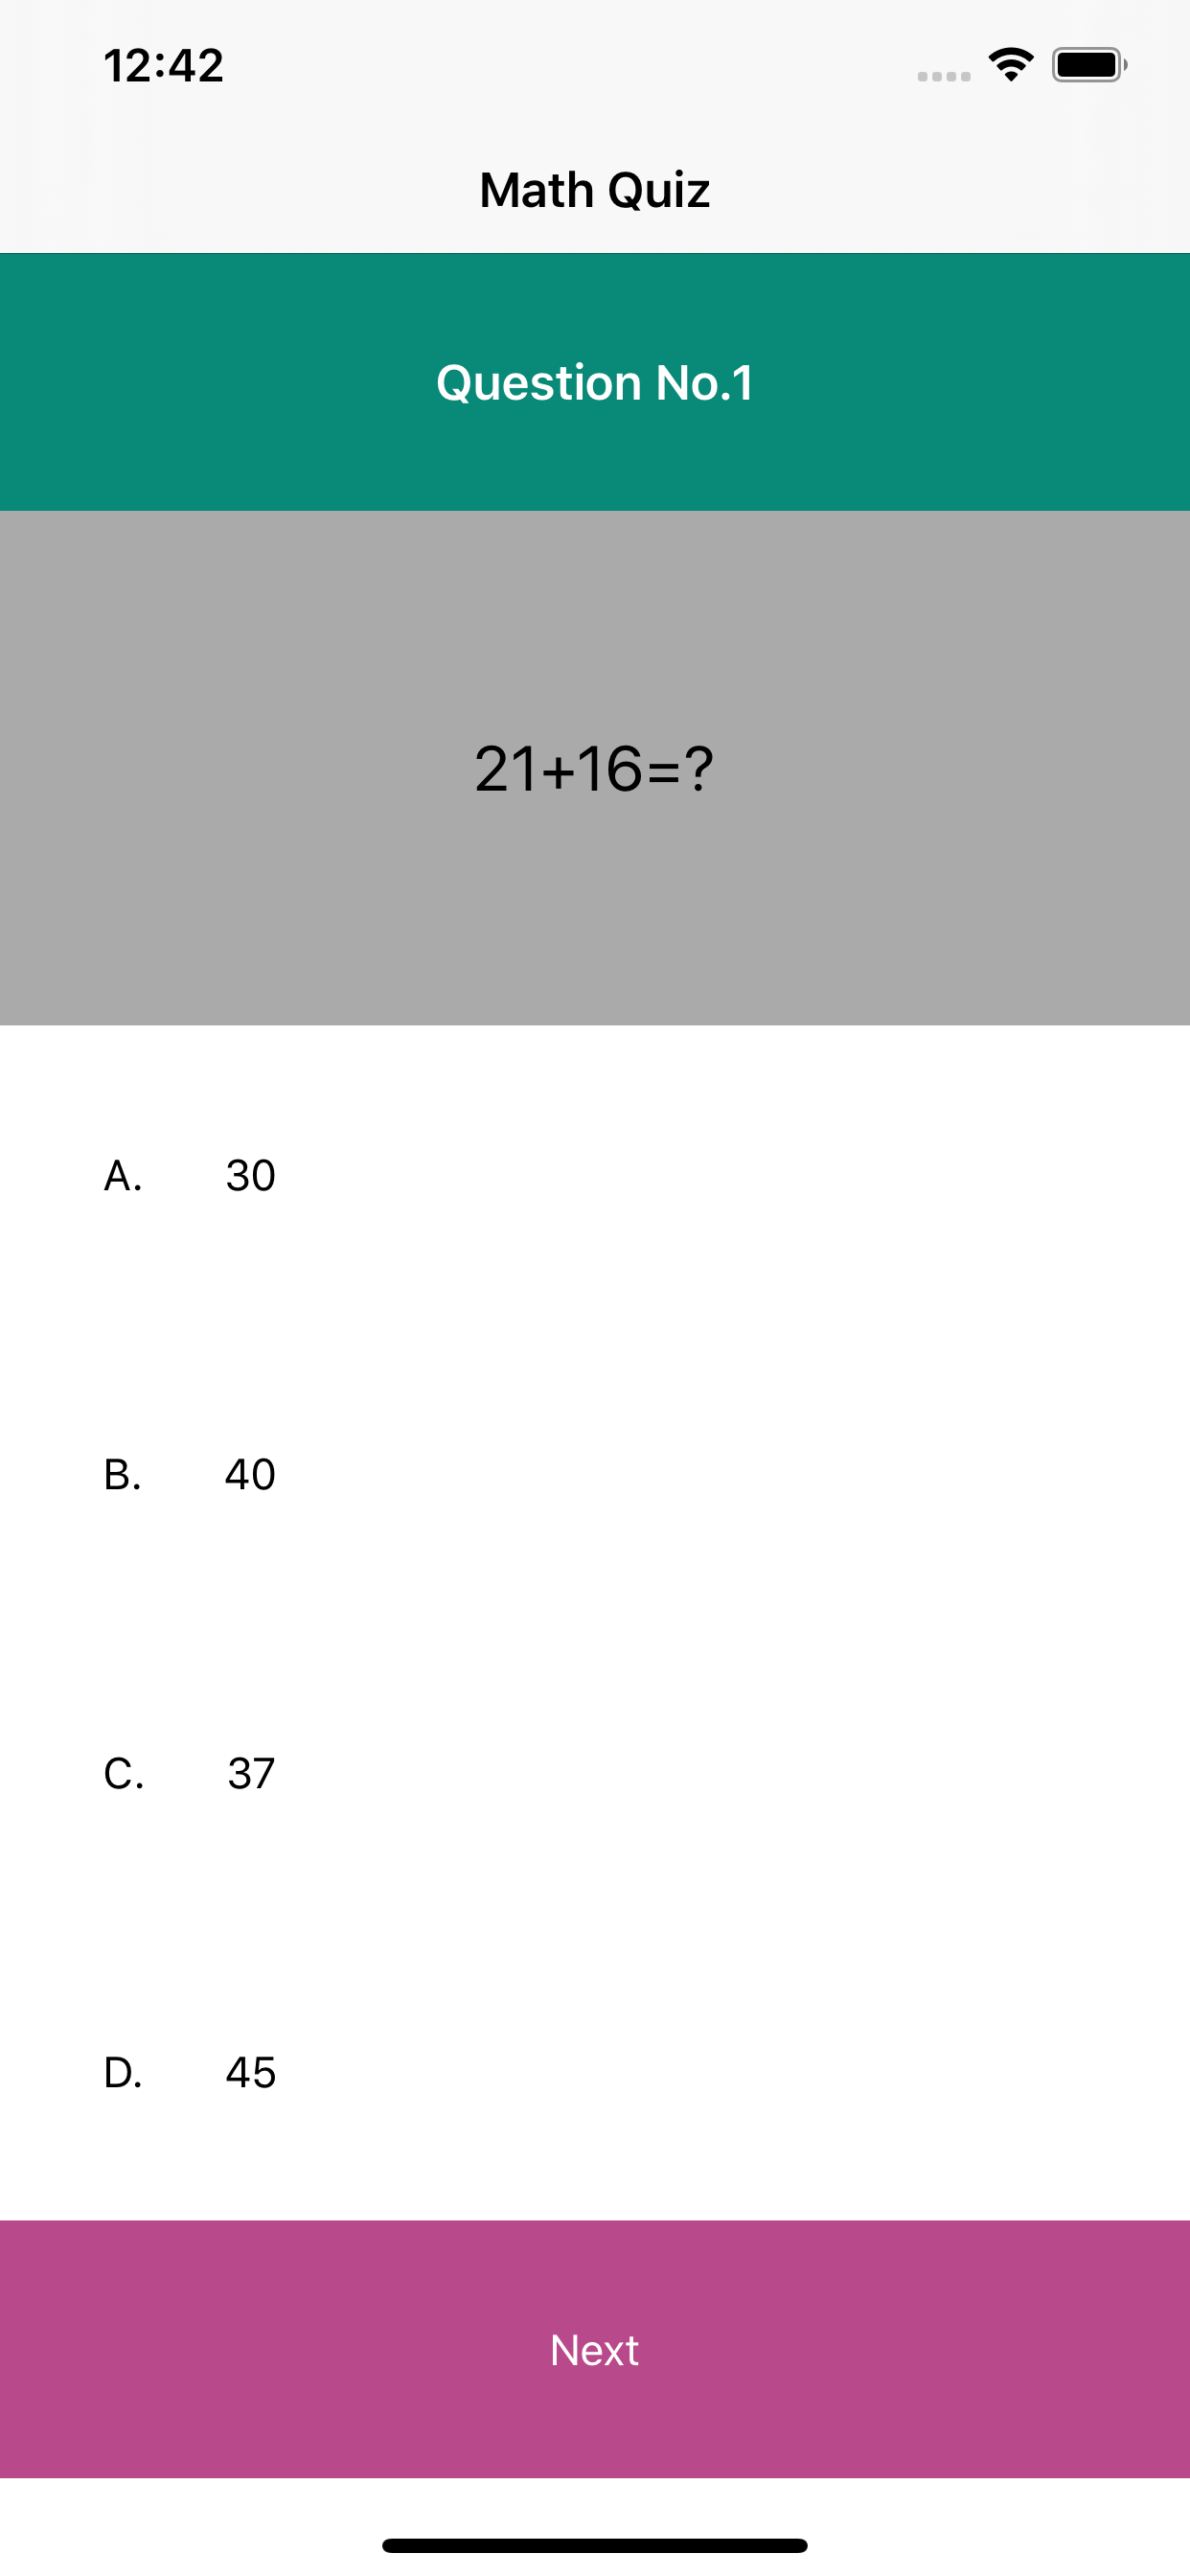 12:42
Math Quiz
Question No.1
21+16=?
A. 30
B. 40
C. 37
D. 45
Next